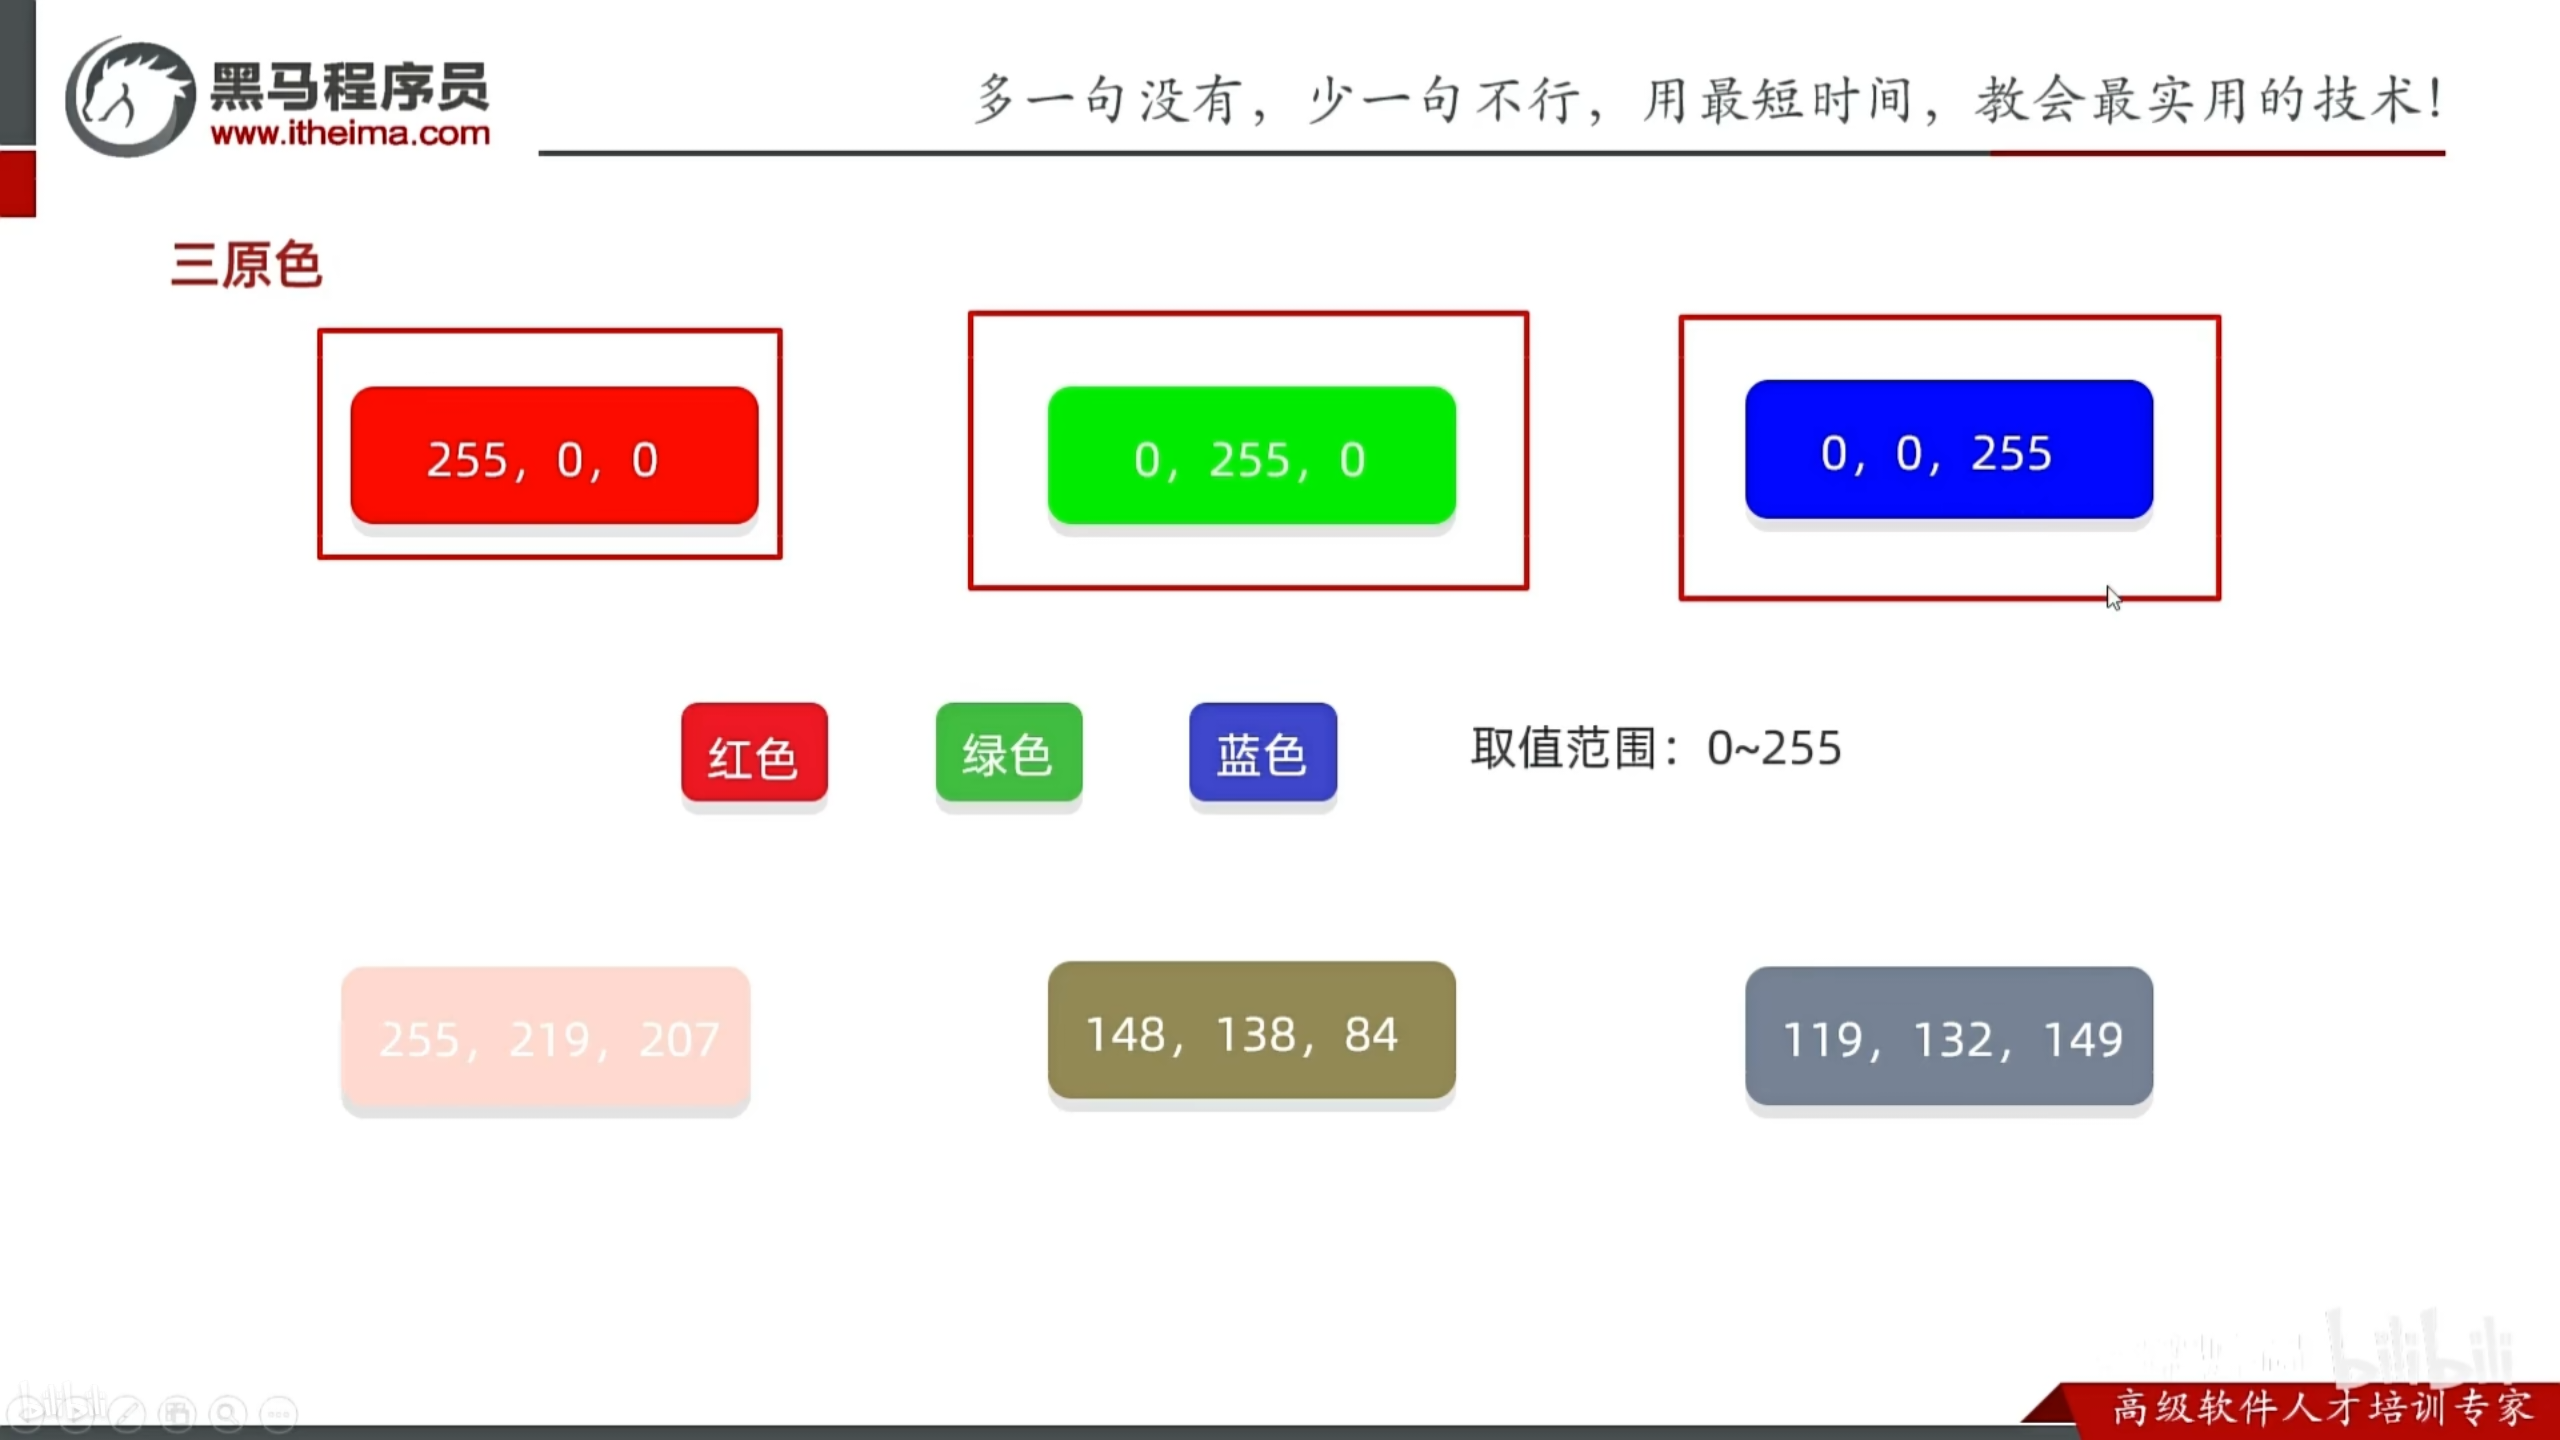 黑马程序员
www.itheima.com
多一句没有，少一句不行，用最短时间，教会最实用的技术！
三原色
255，0，0
0，255，0
0，0，255
红色
绿色
蓝色
取值范围：0~255
255，219，207
148，138，84
119，132，149
bilibili
高级软件人才培训专家